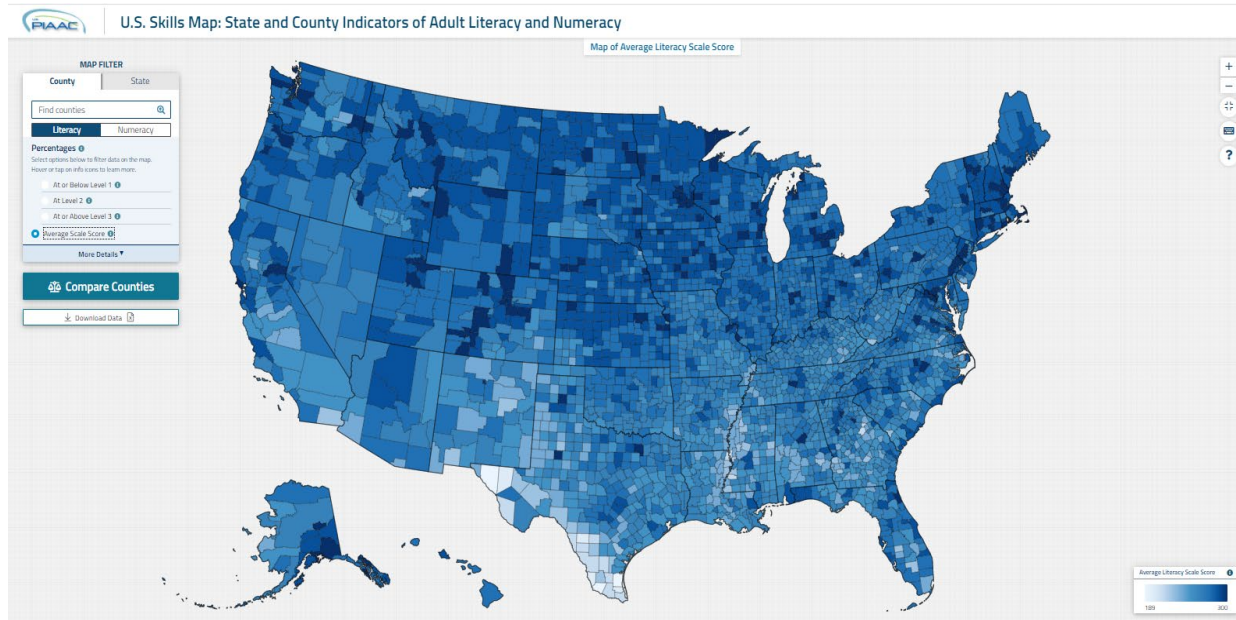 PIAAC
U.S. Skills Map: State and County Indicators of Adult Literacy and Numeracy
Map of Average Literacy Scale Score
MAP FILTER
County State
Find counties
Literacy Numeracy
Percentages
Select options below to filter data on the map.
Hover or tap on info icons to learn more.
At or Below Level 1
At Level 2
At or Above Level 3
Average Scale Score
More Details
Compare Counties
Download Data
+
−
?
Average Literacy Scale Score
189 300